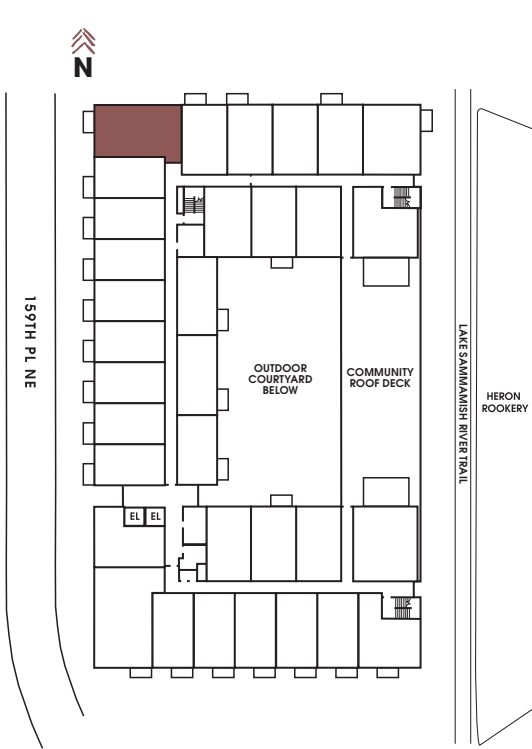 N
159TH PL NE
OUTDOOR
COURTYARD
BELOW
COMMUNITY
ROOF DECK
LAKE SAMMAMISH RIVER TRAIL
HERON
ROOKERY
EL EL